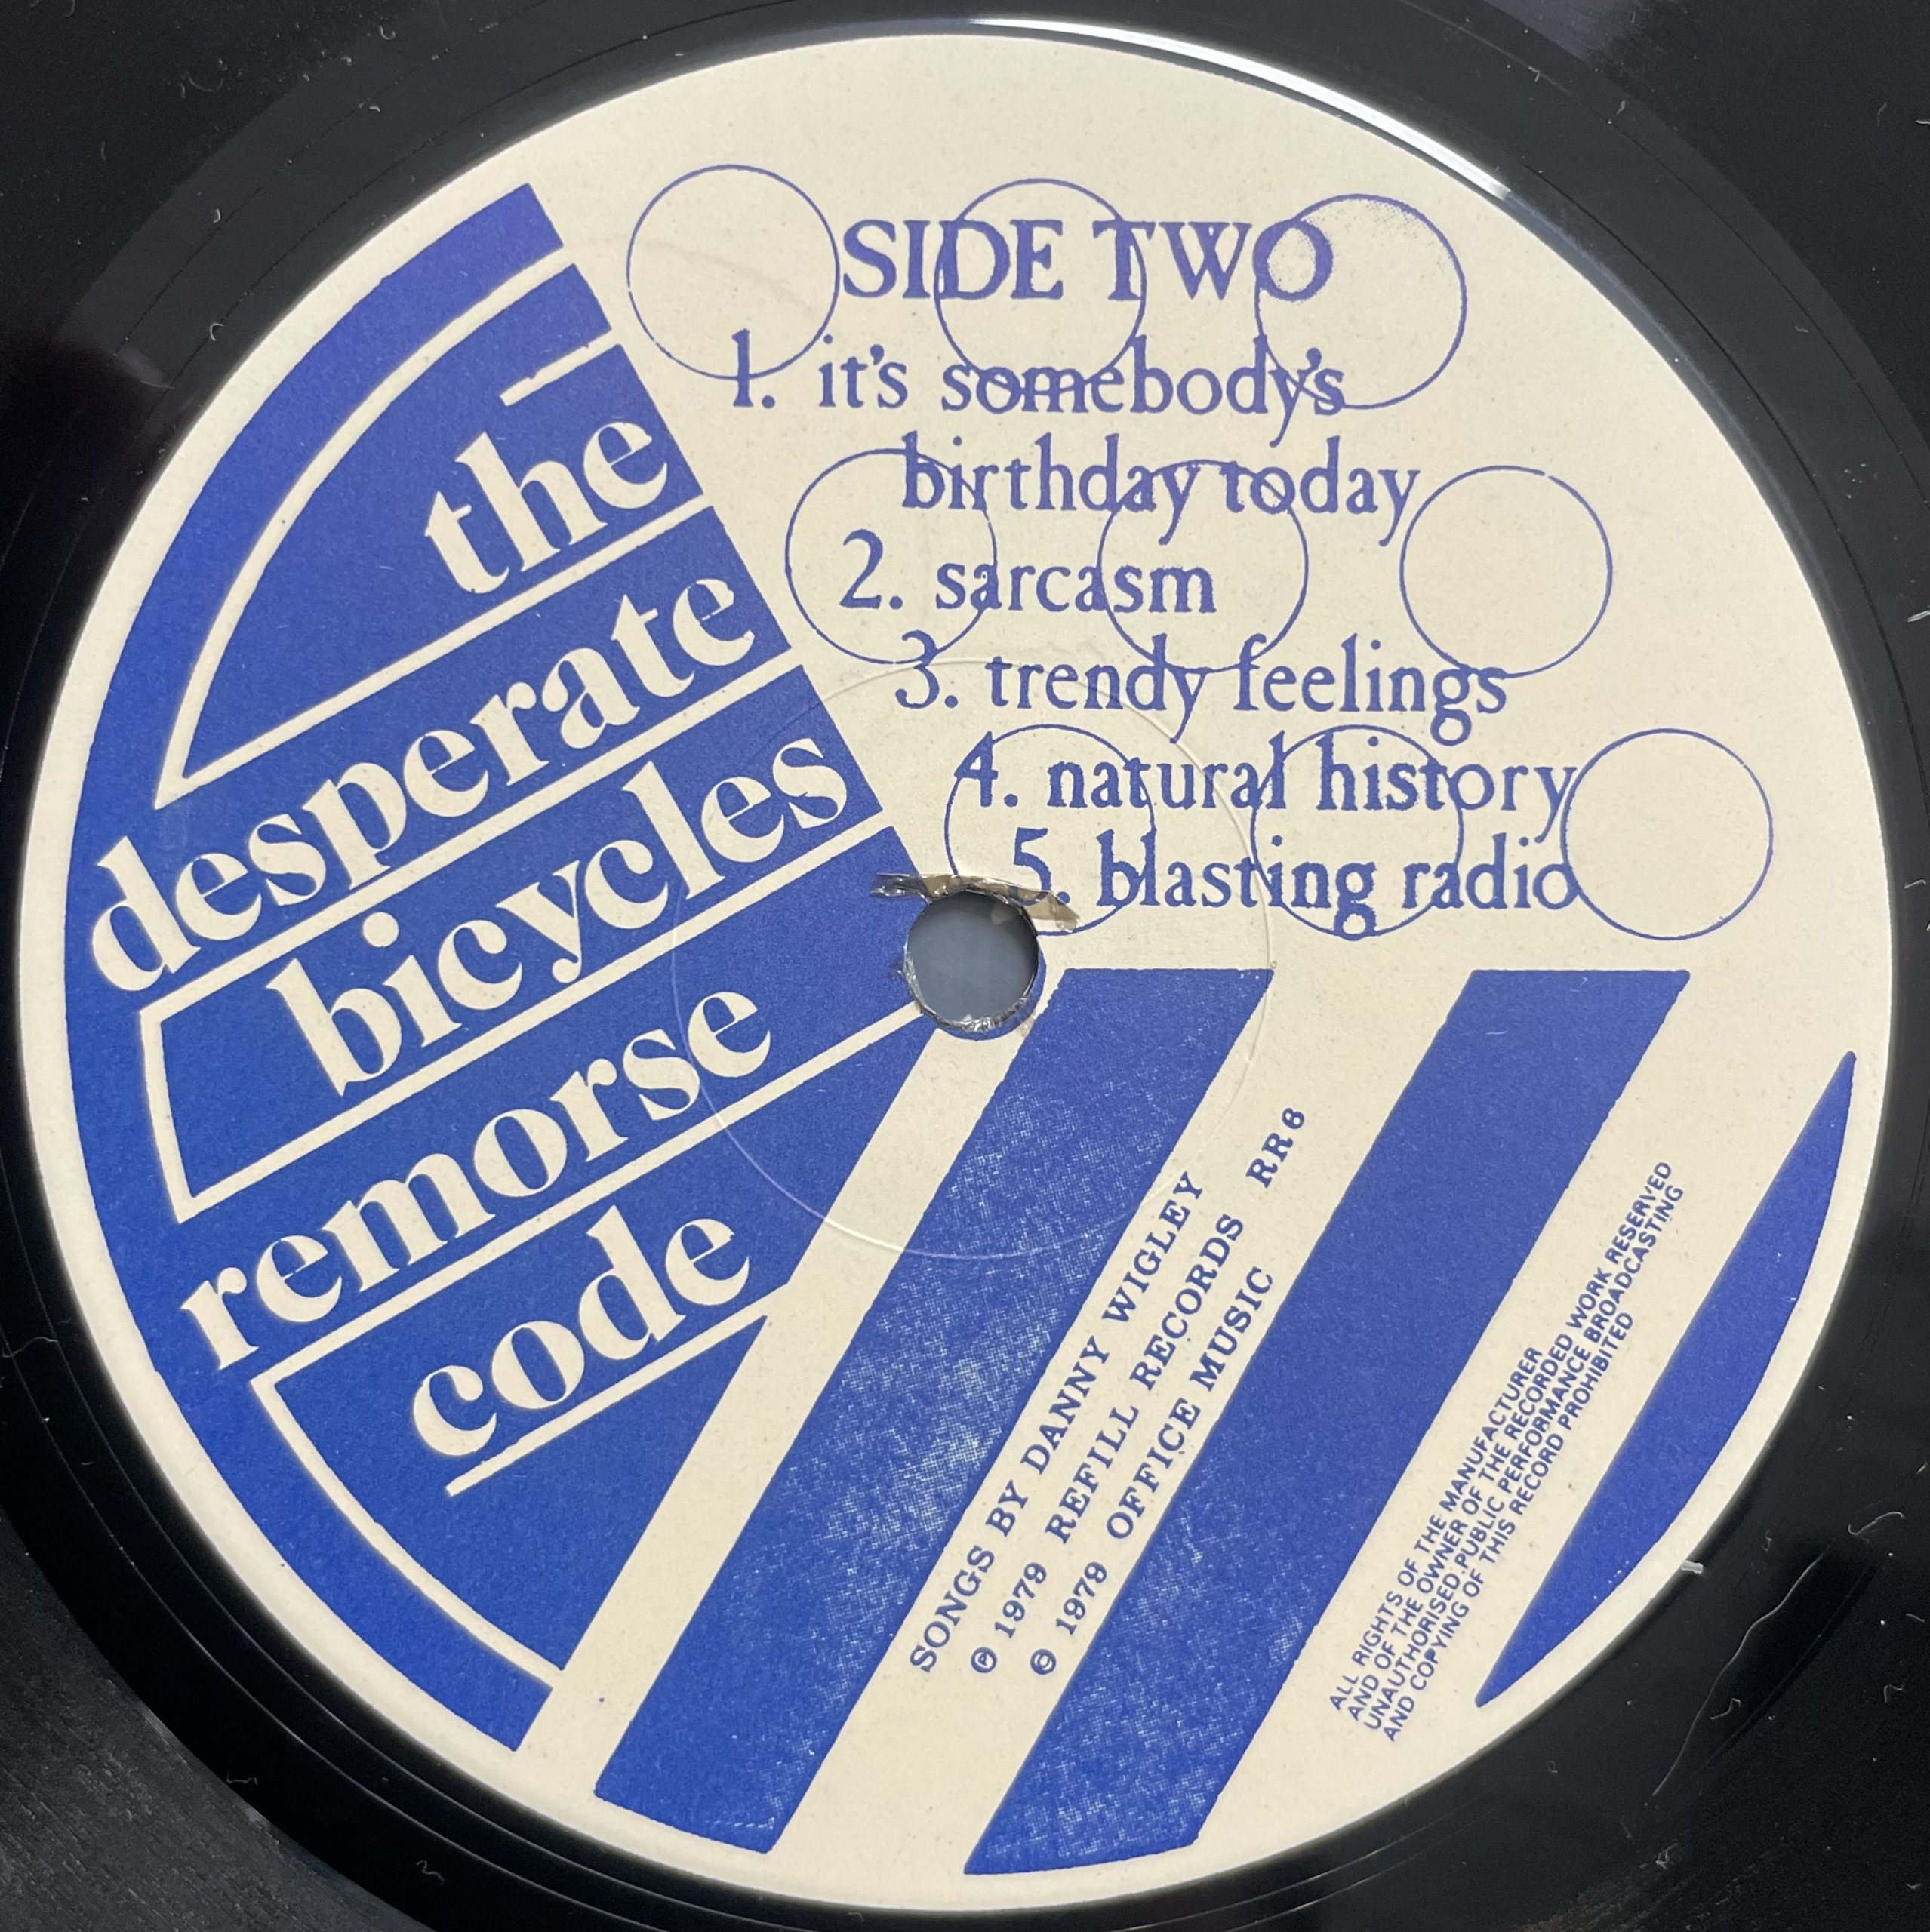 the
desperate
bicycles
remorse
code
SIDE TWO
1. it's somebody's
birthday today
2. sarcasm
3. trendy feelings
4. natural history
5. blasting radio
SONGS BY DANNY WIGLEY
℗ 1979 REFILL RECORDS RR6
© 1979 OFFICE MUSIC
ALL RIGHTS OF THE MANUFACTURER
AND OF THE OWNER OF THE RECORDED WORK RESERVED
UNAUTHORISED PUBLIC PERFORMANCE BROADCASTING
AND COPYING OF THIS RECORD PROHIBITED